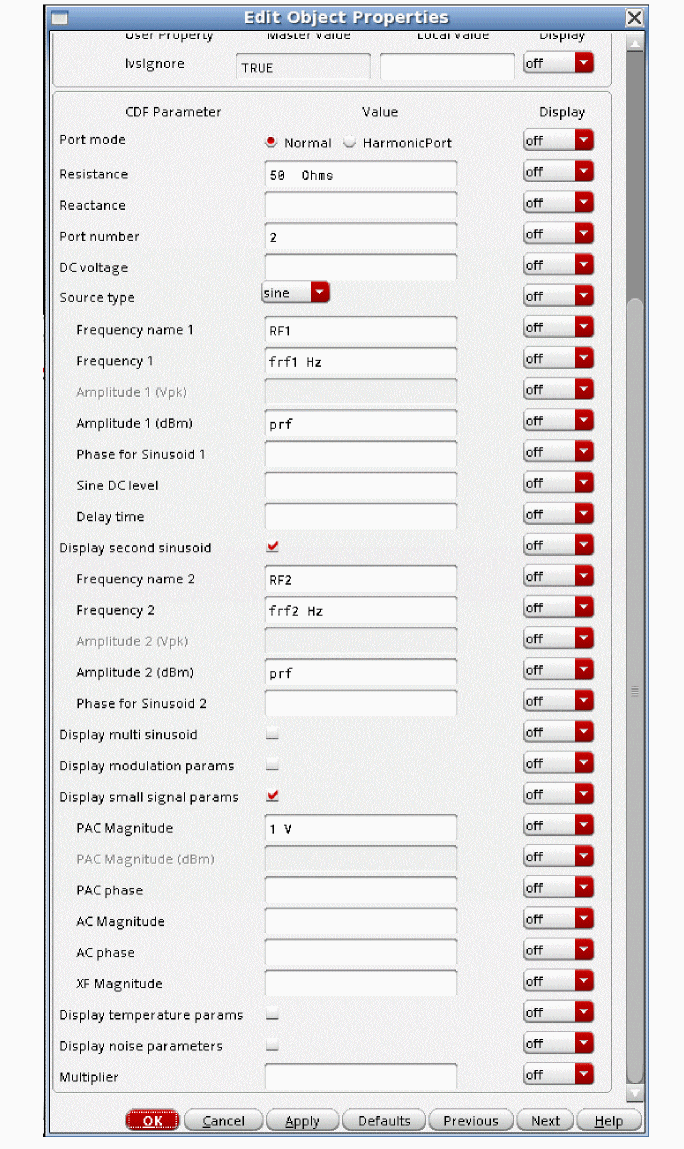 Edit Object Properties
User Property Master Value Local Value Display
lvsIgnore TRUE off
CDF Parameter Value Display
Port mode Normal HarmonicPort off
Resistance 50 Ohms off
Reactance off
Port number 2 off
DC voltage off
Source type sine off
Frequency name 1 RF1 off
Frequency 1 frf1 Hz off
Amplitude 1 (Vpk) off
Amplitude 1 (dBm) prf off
Phase for Sinusoid 1 off
Sine DC level off
Delay time off
Display second sinusoid off
Frequency name 2 RF2 off
Frequency 2 frf2 Hz off
Amplitude 2 (Vpk) off
Amplitude 2 (dBm) prf off
Phase for Sinusoid 2 off
Display multi sinusoid off
Display modulation params off
Display small signal params off
PAC Magnitude 1 V off
PAC Magnitude (dBm) off
PAC phase off
AC Magnitude off
AC phase off
XF Magnitude off
Display temperature params off
Display noise parameters off
Multiplier off
OK Cancel Apply Defaults Previous Next Help